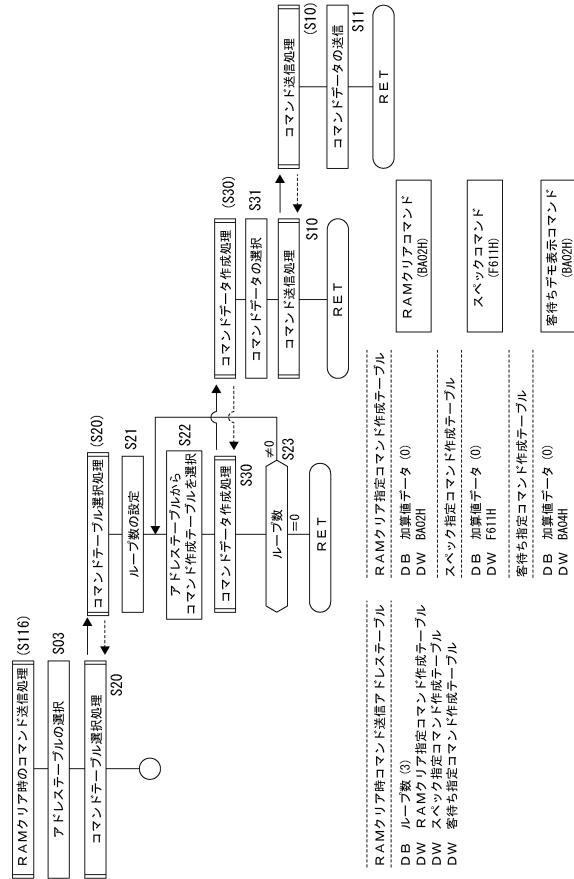 RAMクリア時のコマンド送信処理
(S116)
アドレステーブルの選択
S03
コマンドテーブル選択処理
S20
コマンドテーブル選択処理
(S20)
ループ数の設定
S21
アドレステーブルから
コマンド作成テーブルを選択
S22
コマンドデータ作成処理
S30
ループ数
≠0
S23
=0
RET
コマンドデータ作成処理
(S30)
コマンドデータの選択
S31
コマンド送信処理
S10
RET
コマンド送信処理
(S10)
コマンドデータの送信
S11
RET
RAMクリア時コマンド送信アドレステーブル
DB ループ数(3)
DW RAMクリア指定コマンド作成テーブル
DW スペック指定コマンド作成テーブル
DW 客待ち指定コマンド作成テーブル
RAMクリア指定コマンド作成テーブル
DB 加算値データ(0)
DW BA02H
スペック指定コマンド作成テーブル
DB 加算値データ(0)
DW F611H
客待ち指定コマンド作成テーブル
DB 加算値データ(0)
DW BA04H
RAMクリアコマンド
(BA02H)
スペックコマンド
(F611H)
客待ちデモ表示コマンド
(BA02H)